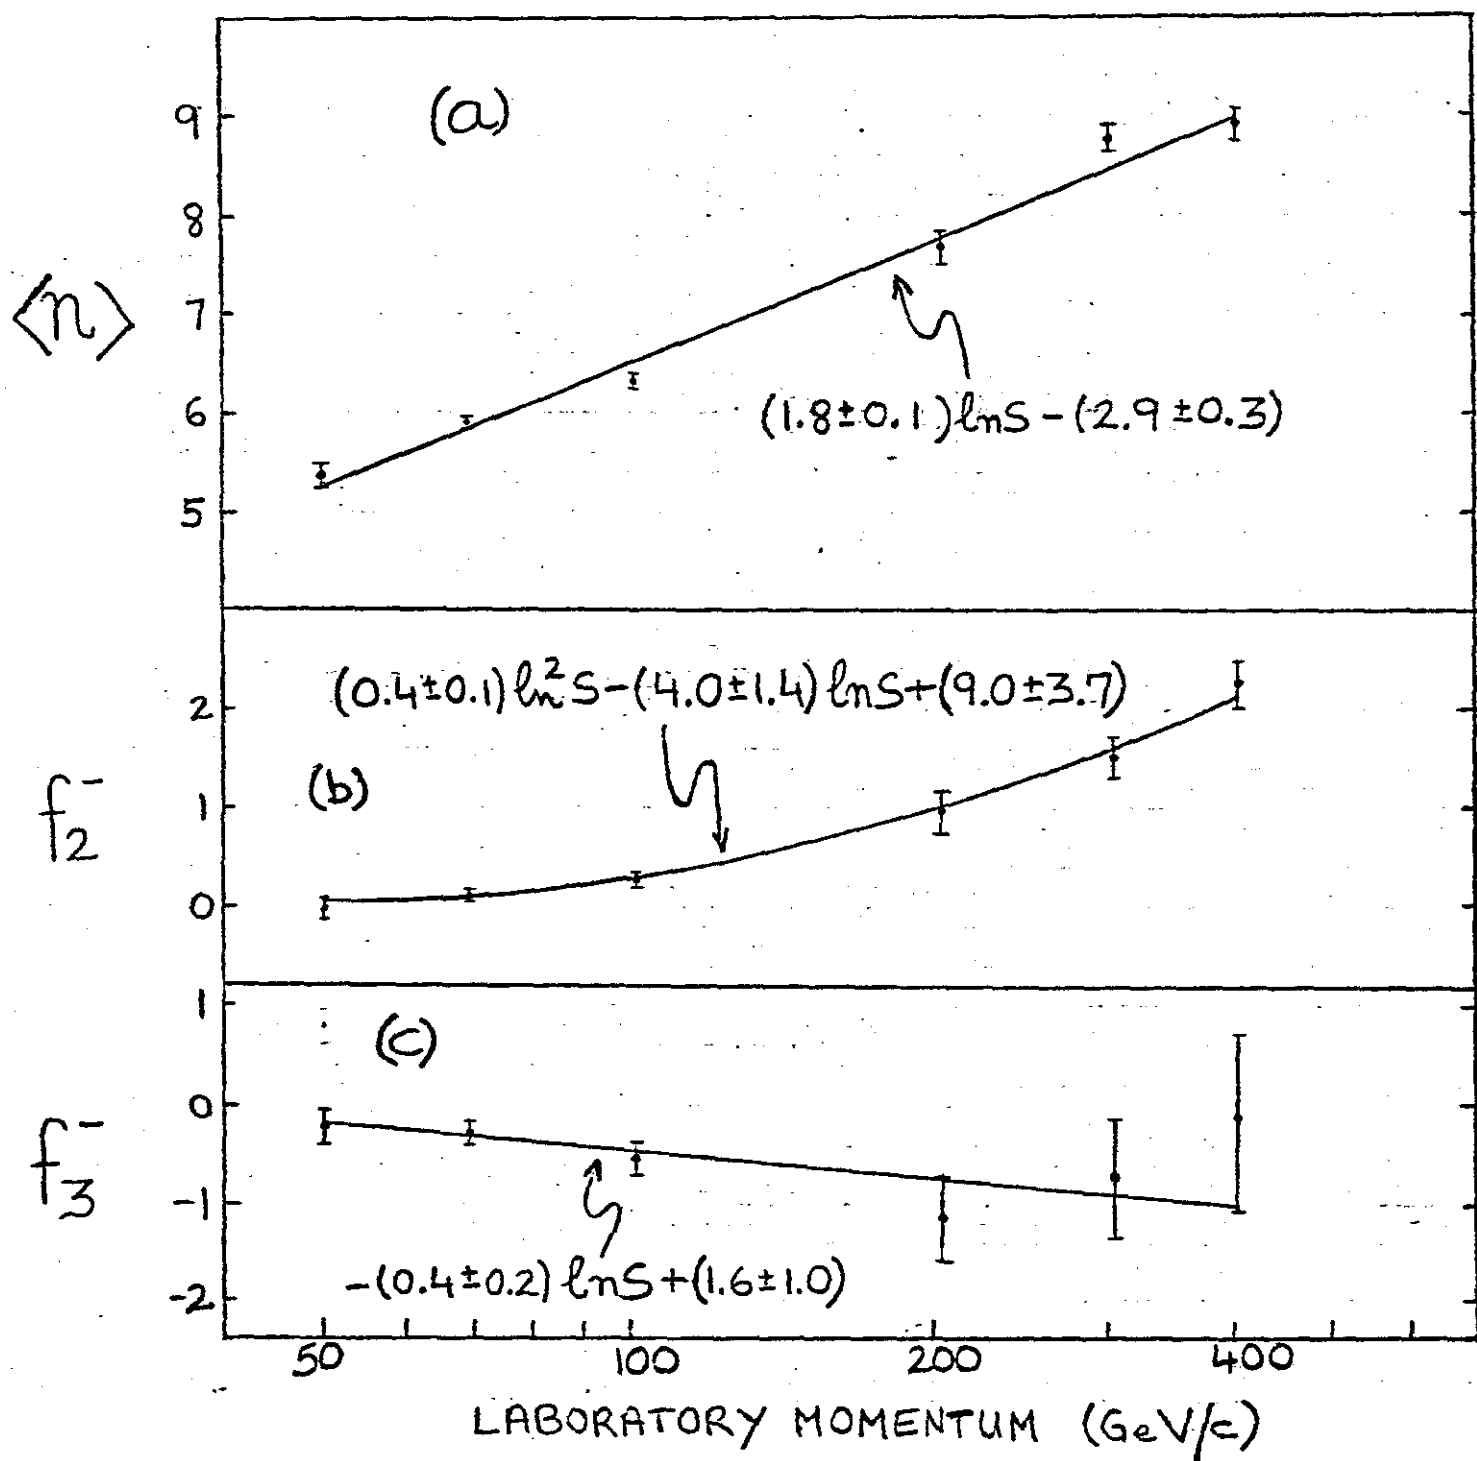 (a)
9
8
7
6
5
⟨n⟩
(1.8±0.1)lnS-(2.9±0.3)
(0.4±0.1)ln²S-(4.0±1.4)lnS+(9.0±3.7)
(b)
2
1
0
f₂⁻
(c)
1
0
-1
-2
f₃⁻
-(0.4±0.2)lnS+(1.6±1.0)
50 100 200 400
LABORATORY MOMENTUM (GeV/c)